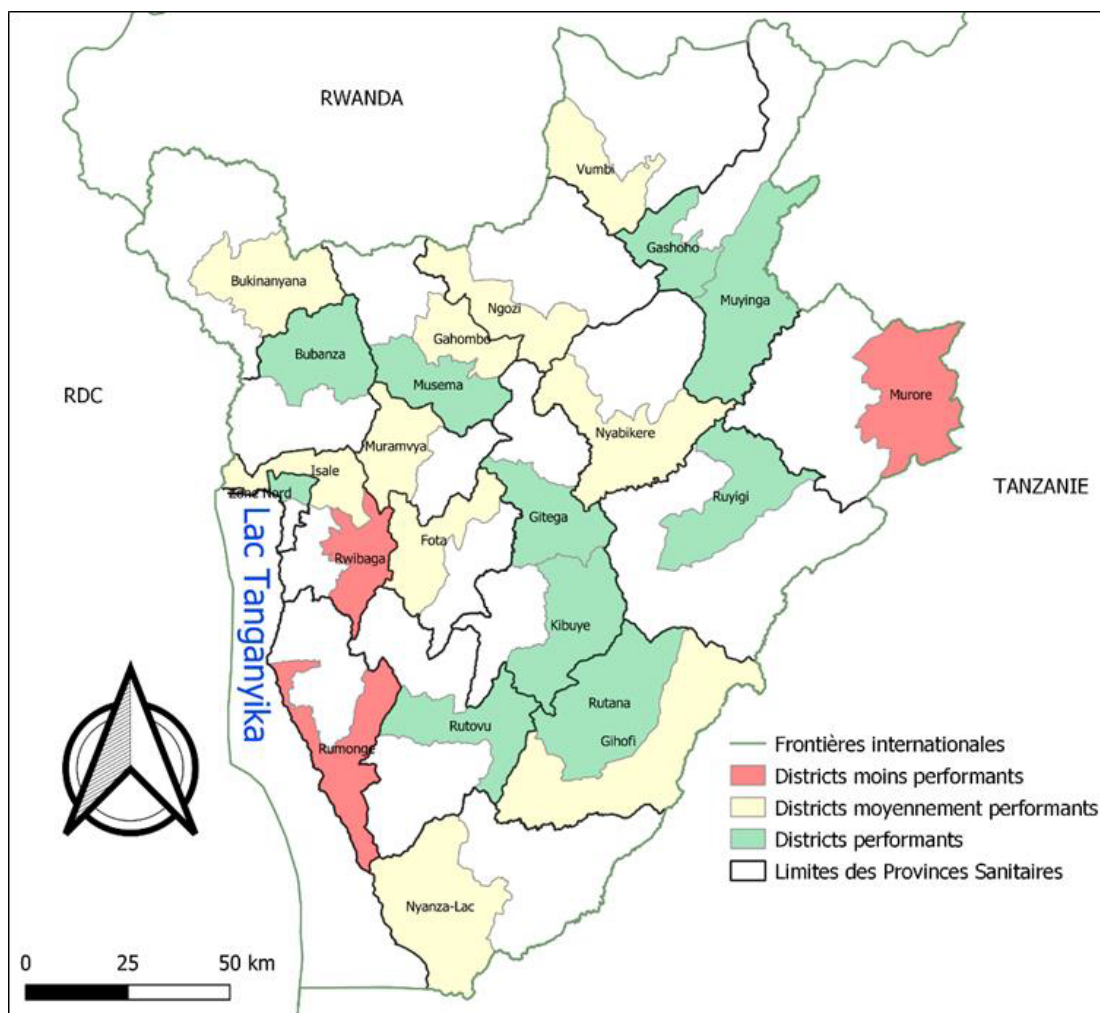 RWANDA
Vumbi
Gashoho
Bukinanyana
Muyinga
Ngozi
Gahombo
Bubanza
Musema
Murore
RDC
Nyabikere
Muramvya
Isale
Zone Nord
Ruyigi
TANZANIE
Gitega
Fota
Rwibaga
Lac Tanganyika
Kibuye
Rutana
Rutovu
Gihofi
Rumonge
Frontières internationales
Districts moins performants
Districts moyennement performants
Districts performants
Limites des Provinces Sanitaires
Nyanza-Lac
0 25 50 km